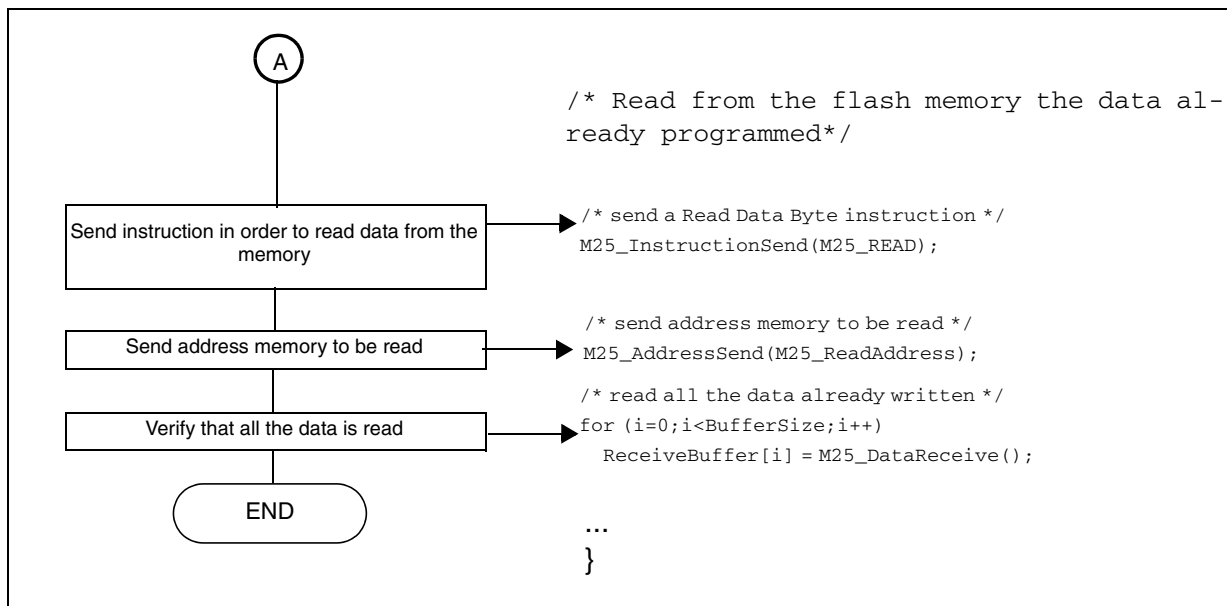 A
/* Read from the flash memory the data al-
ready programmed*/
Send instruction in order to read data from the
memory
/* send a Read Data Byte instruction */
M25_InstructionSend(M25_READ);
Send address memory to be read
/* send address memory to be read */
M25_AddressSend(M25_ReadAddress);
Verify that all the data is read
/* read all the data already written */
for (i=0;i<BufferSize;i++)
ReceiveBuffer[i] = M25_DataReceive();
END
...
}